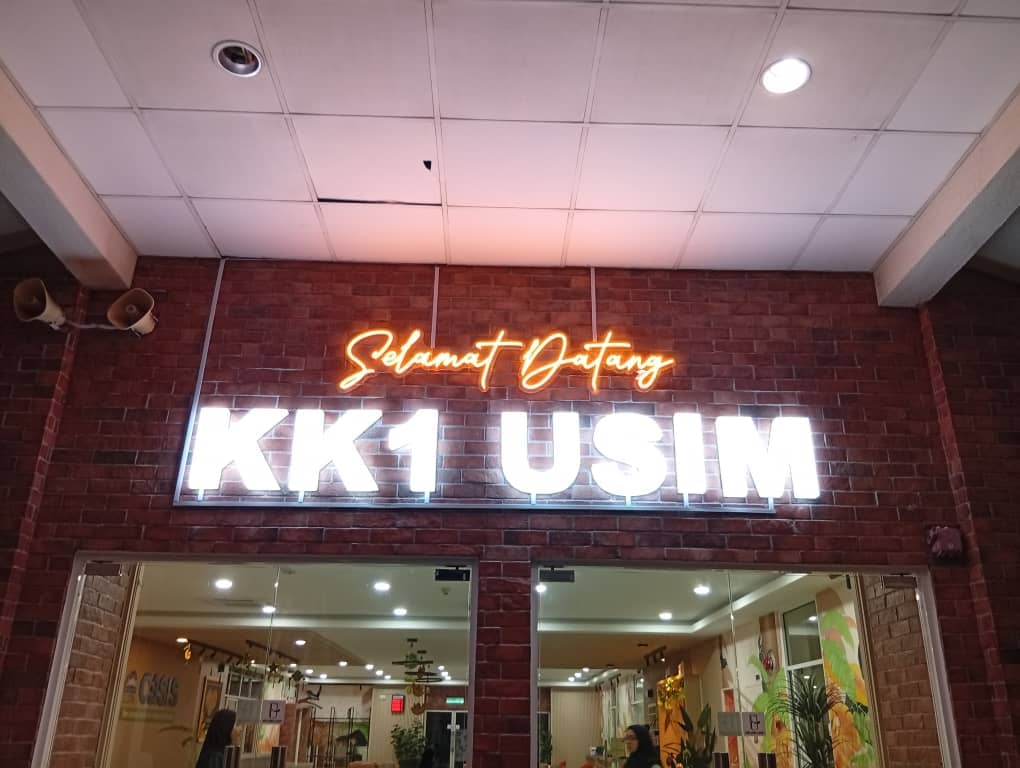 Selamat Datang
KK1 USIM